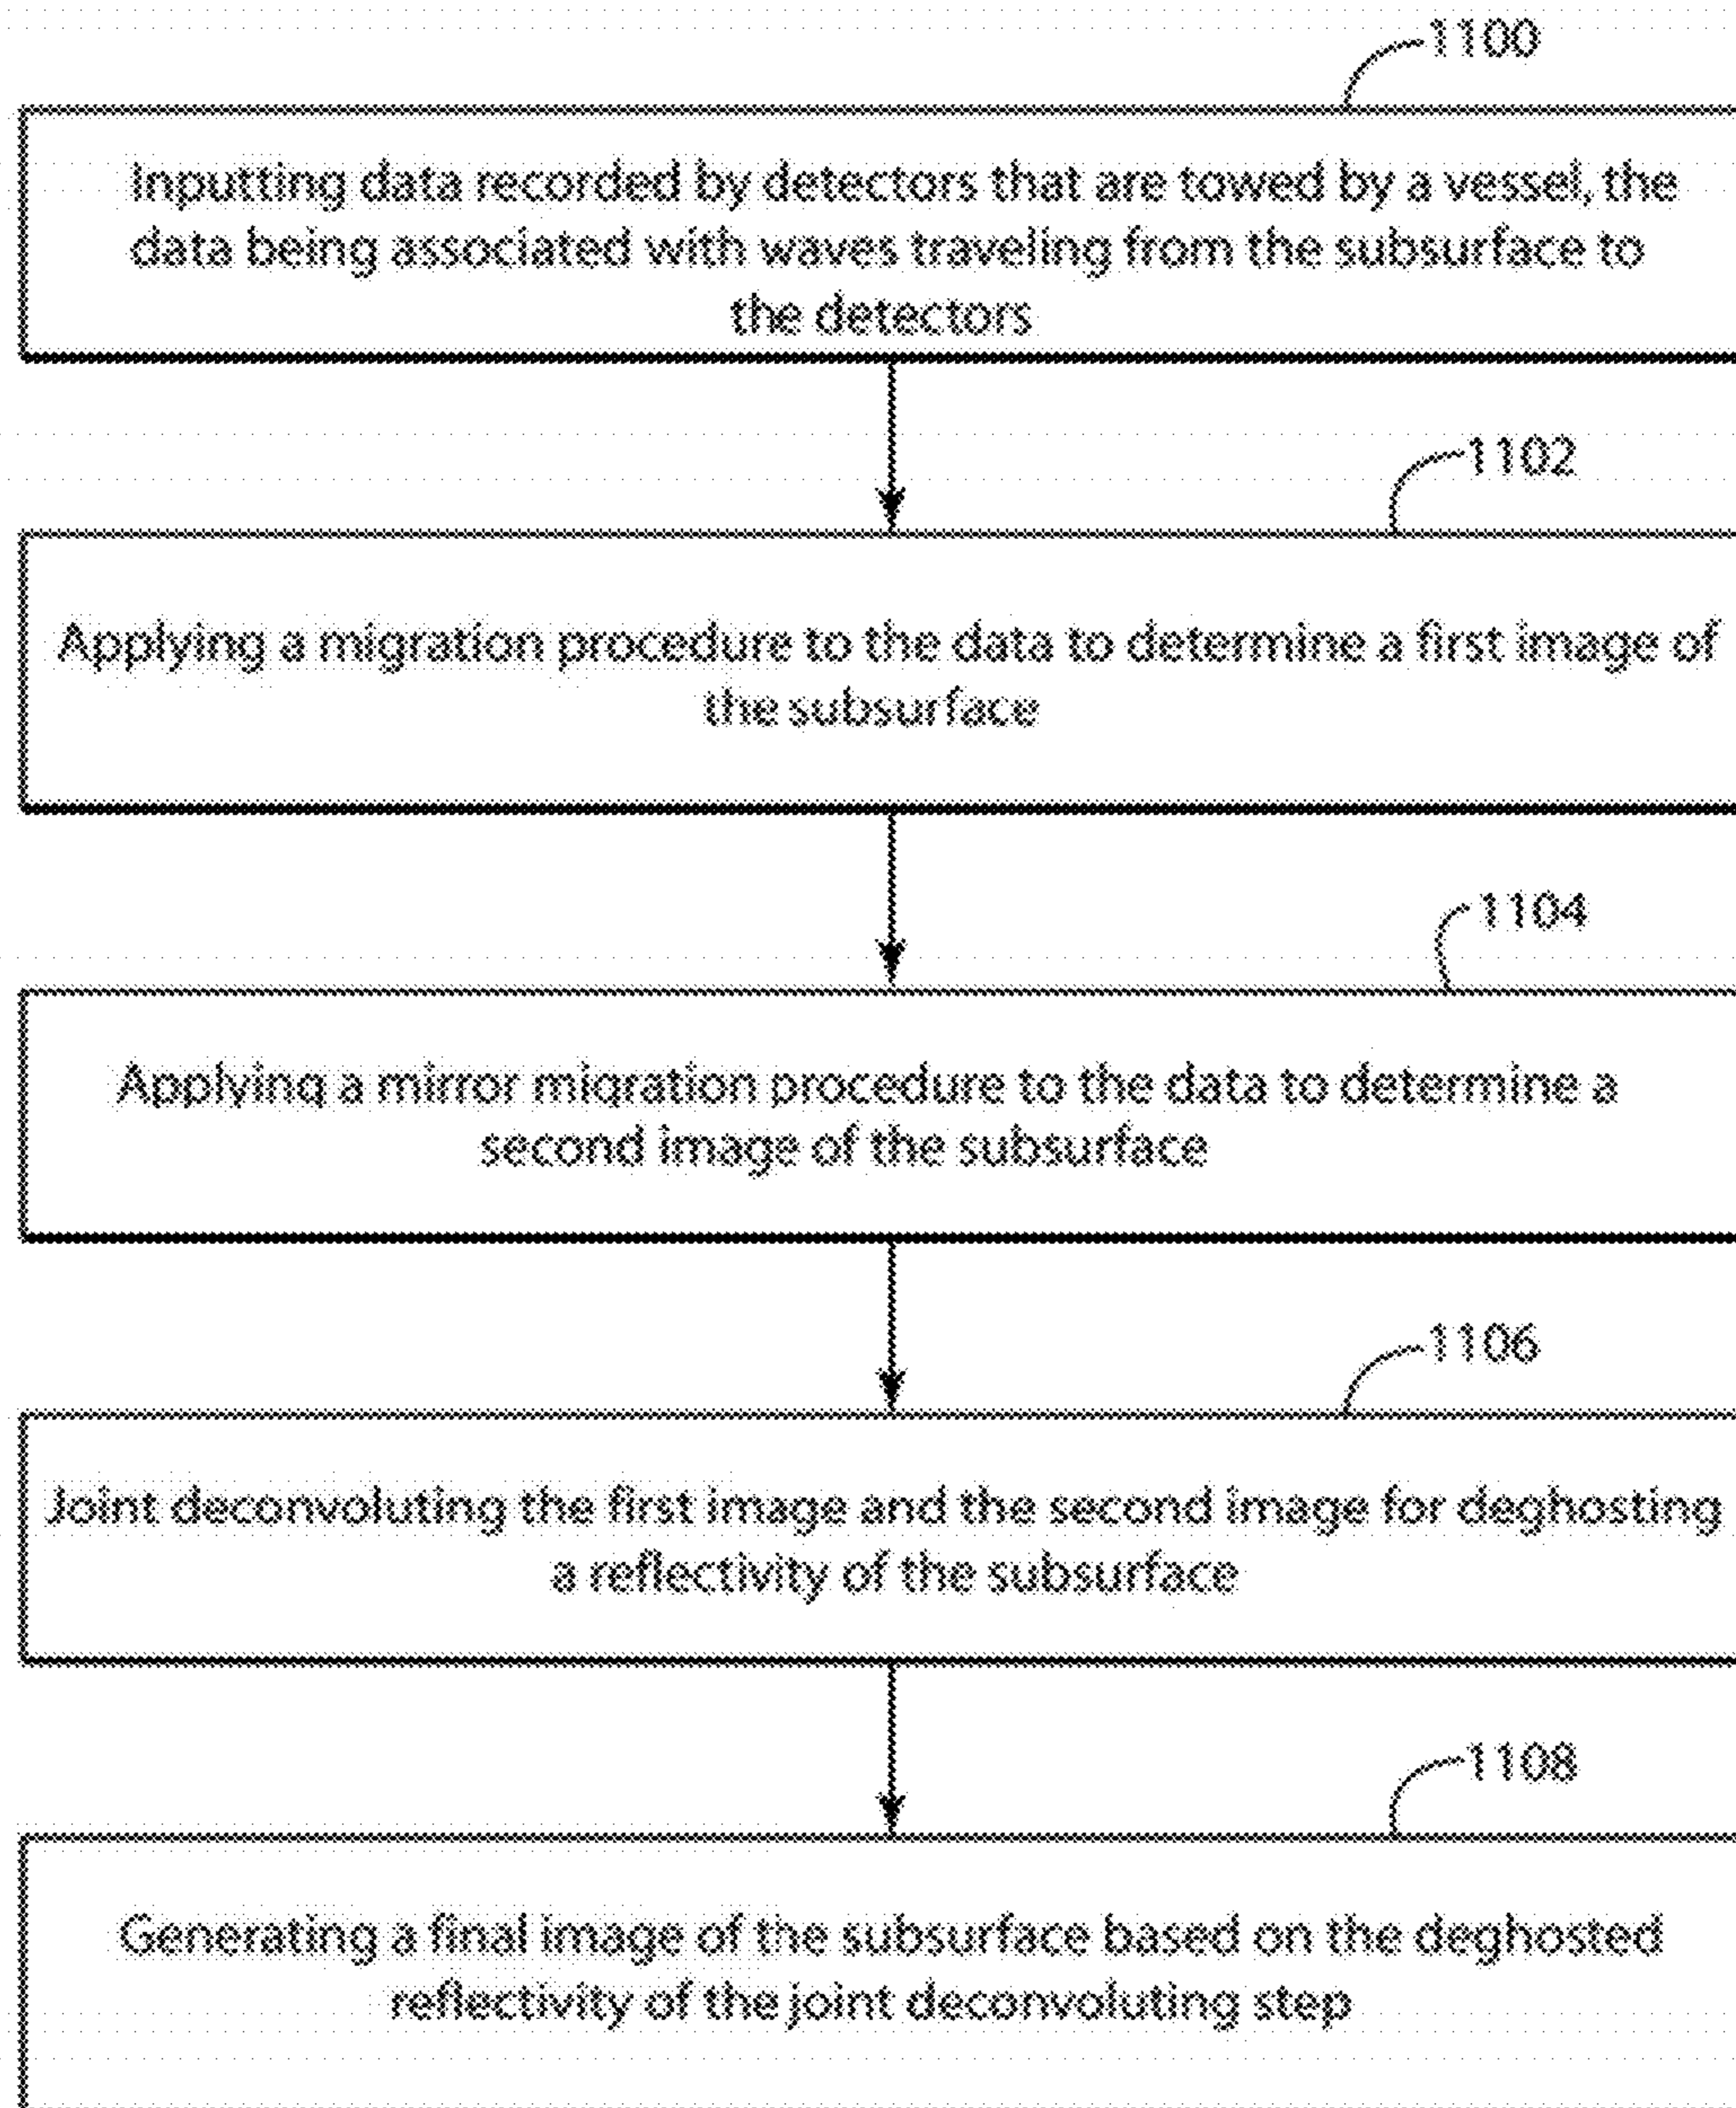 1100
Inputting data recorded by detectors that are towed by a vessel, the
data being associated with waves traveling from the subsurface to
the detectors
1102
Applying a migration procedure to the data to determine a first image of
the subsurface
1104
Applying a mirror migration procedure to the data to determine a
second image of the subsurface
1106
Joint deconvoluting the first image and the second image for deghosting
a reflectivity of the subsurface
1108
Generating a final image of the subsurface based on the deghosted
reflectivity of the joint deconvoluting step